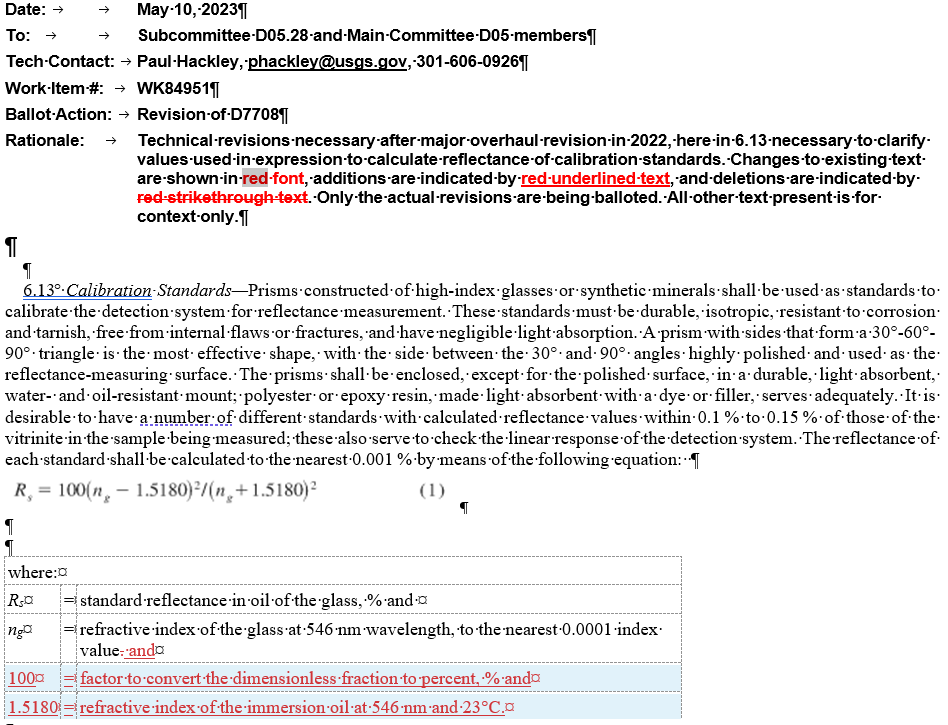 Date: → → May 10, 2023¶
To: → → Subcommittee D05.28 and Main Committee D05 members¶
Tech Contact: → Paul Hackley, phackley@usgs.gov, 301-606-0926¶
Work Item #: → WK84951¶
Ballot Action: → Revision of D7708¶
Rationale: → Technical revisions necessary after major overhaul revision in 2022, here in 6.13 necessary to clarify
values used in expression to calculate reflectance of calibration standards. Changes to existing text
are shown in red font, additions are indicated by red underlined text, and deletions are indicated by
red strikethrough text. Only the actual revisions are being balloted. All other text present is for
context only.¶
¶
¶
6.13° Calibration Standards—Prisms constructed of high-index glasses or synthetic minerals shall be used as standards to
calibrate the detection system for reflectance measurement. These standards must be durable, isotropic, resistant to corrosion
and tarnish, free from internal flaws or fractures, and have negligible light absorption. A prism with sides that form a 30°-60°-
90° triangle is the most effective shape, with the side between the 30° and 90° angles highly polished and used as the
reflectance-measuring surface. The prisms shall be enclosed, except for the polished surface, in a durable, light absorbent,
water- and oil-resistant mount; polyester or epoxy resin, made light absorbent with a dye or filler, serves adequately. It is
desirable to have a number of different standards with calculated reflectance values within 0.1 % to 0.15 % of those of the
vitrinite in the sample being measured; these also serve to check the linear response of the detection system. The reflectance of
each standard shall be calculated to the nearest 0.001 % by means of the following equation: ¶
Rs = 100(ng − 1.5180)²/(ng + 1.5180)² (1)
¶
¶
¶
where:¤
Rs¤ = standard reflectance in oil of the glass, % and ¤
ng¤ = refractive index of the glass at 546 nm wavelength, to the nearest 0.0001 index
value. and¤
100¤ = factor to convert the dimensionless fraction to percent, % and¤
1.5180 = refractive index of the immersion oil at 546 nm and 23°C.¤